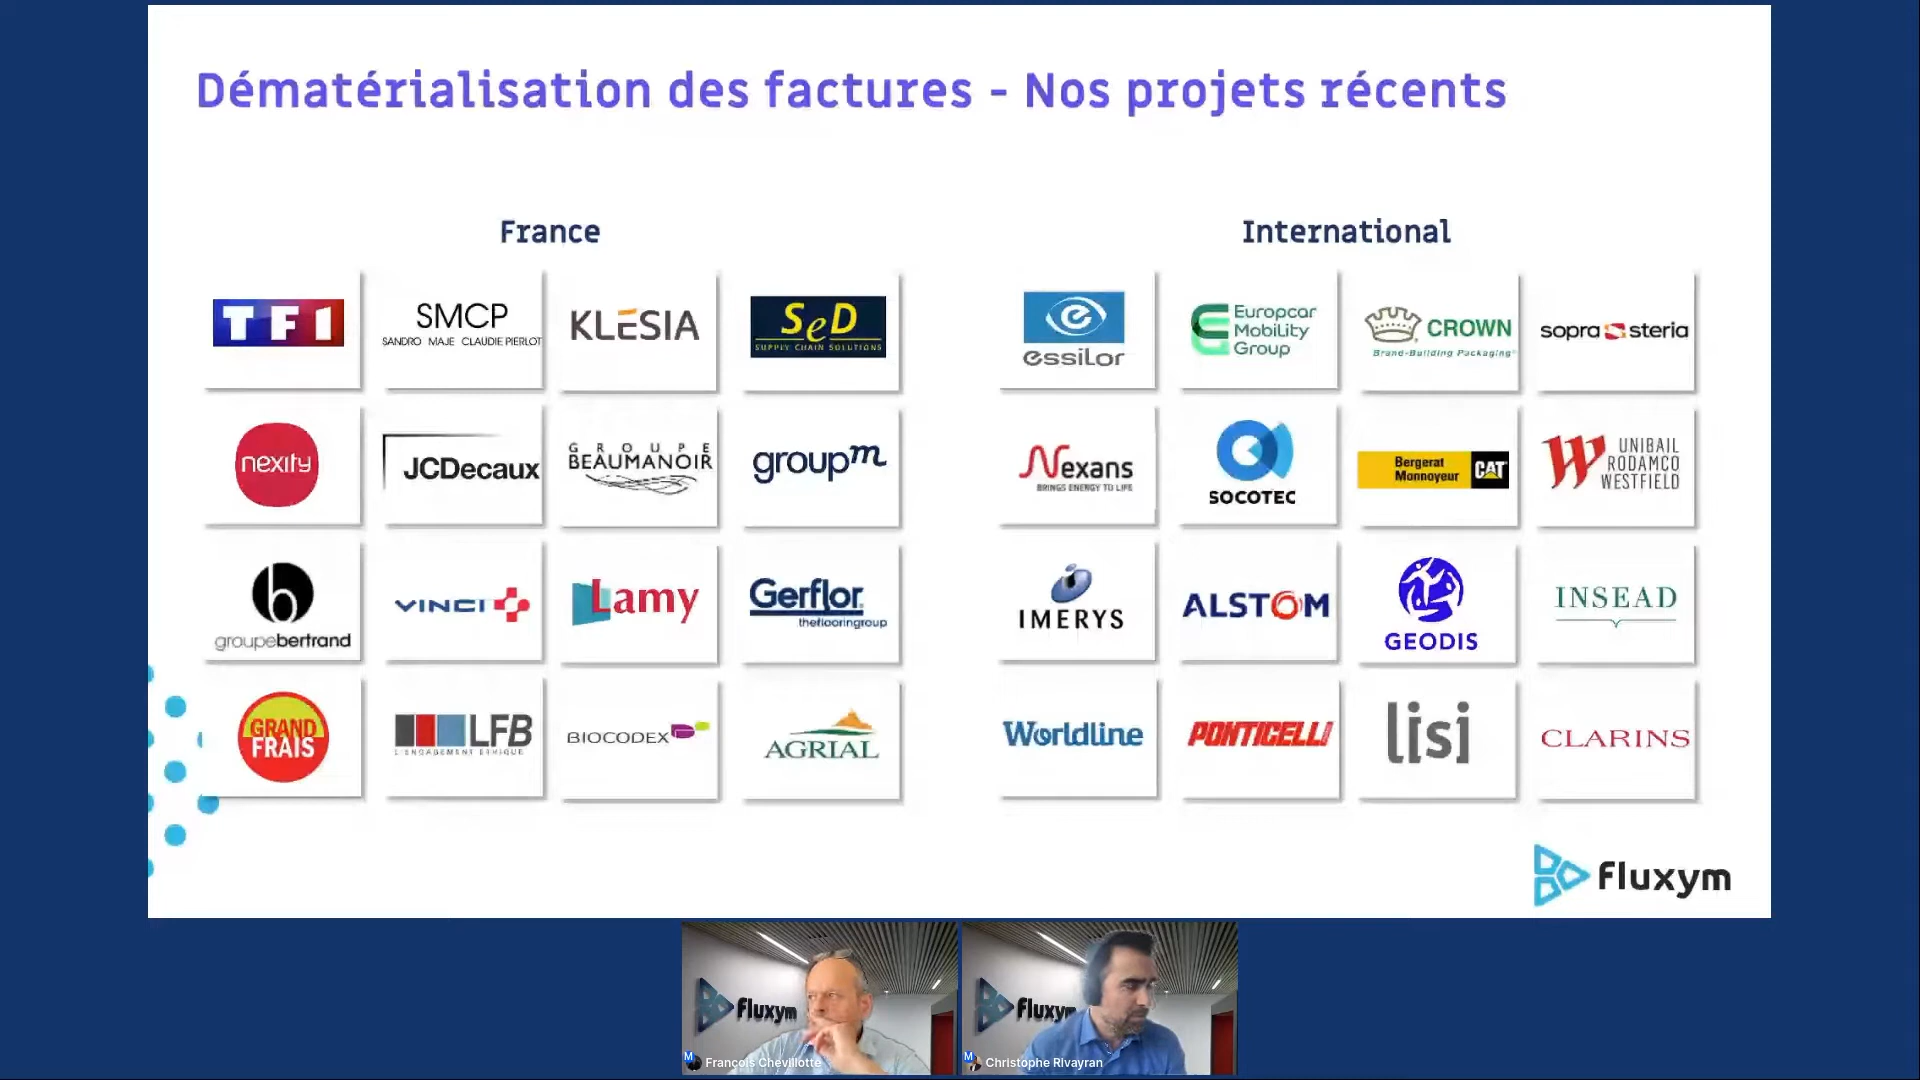 Dématérialisation des factures - Nos projets récents
France
International
TF1
SMCP
SANDRO MAJE CLAUDIE PIERLOT
KLESIA
SeD
SUPPLY CHAIN SOLUTIONS
essilor
Europcar
Mobility
Group
CROWN
Brand-Building Packaging
sopra steria
nexity
JCDecaux
GROUPE
BEAUMANOIR
groupm
Nexans
BRINGS ENERGY TO LIFE
SOCOTEC
Bergerat
Monnoyeur
CAT
UNIBAIL
RODAMCO
WESTFIELD
b
groupebertrand
VINCI
Lamy
Gerflor
theflooringgroup
IMERYS
ALSTOM
GEODIS
INSEAD
GRAND
FRAIS
LFB
L'ENGAGEMENT ÉTHIQUE
BIOCODEX
AGRIAL
Worldline
PONTICELLI
lisi
CLARINS
fluxym
fluxym
fluxym
François Chevillotte
Christophe Rivayran